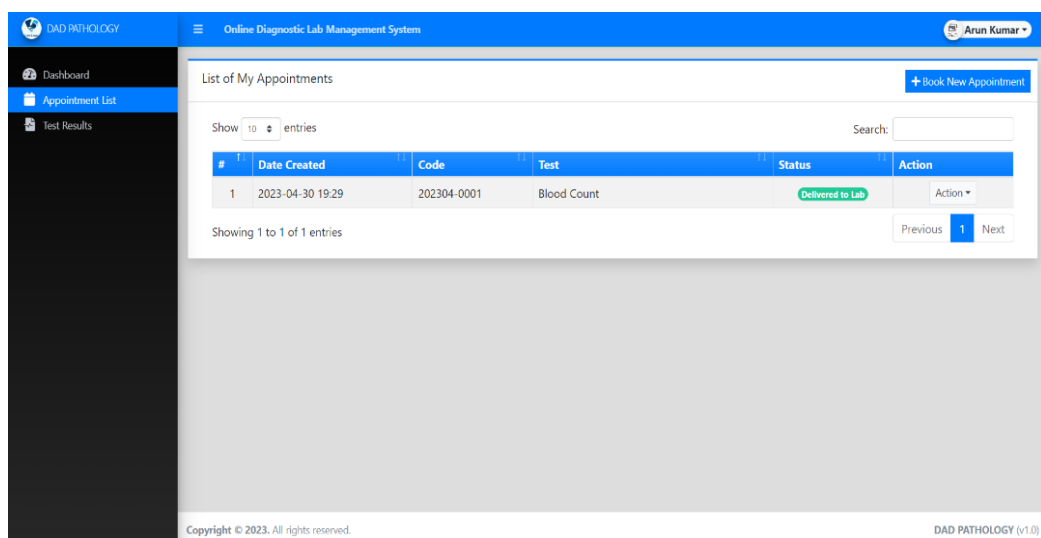 DAD PATHOLOGY
Online Diagnostic Lab Management System
Arun Kumar
Dashboard
Appointment List
Test Results
List of My Appointments
+ Book New Appointment
Show 10 entries
Search:
# Date Created Code Test Status Action
1 2023-04-30 19:29 202304-0001 Blood Count Delivered to Lab Action
Showing 1 to 1 of 1 entries
Previous 1 Next
Copyright © 2023. All rights reserved.
DAD PATHOLOGY (v1.0)